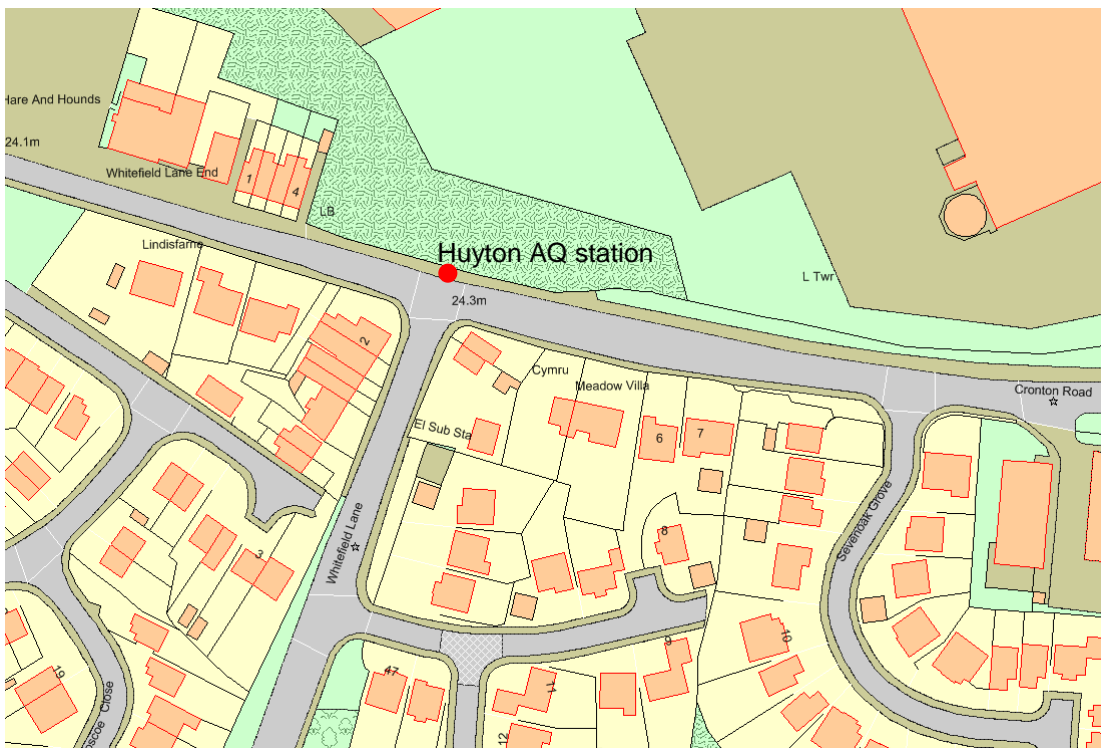 Hare And Hounds
24.1m
Whitefield Lane End
1
4
LB
Lindisfarne
Huyton AQ station
24.3m
L Twr
2
Cymru
Meadow Villa
Cronton Road
El Sub Sta
6
7
8
3
Whitefield Lane
Sevenoak Grove
9
10
47
11
12
19
scoe Close